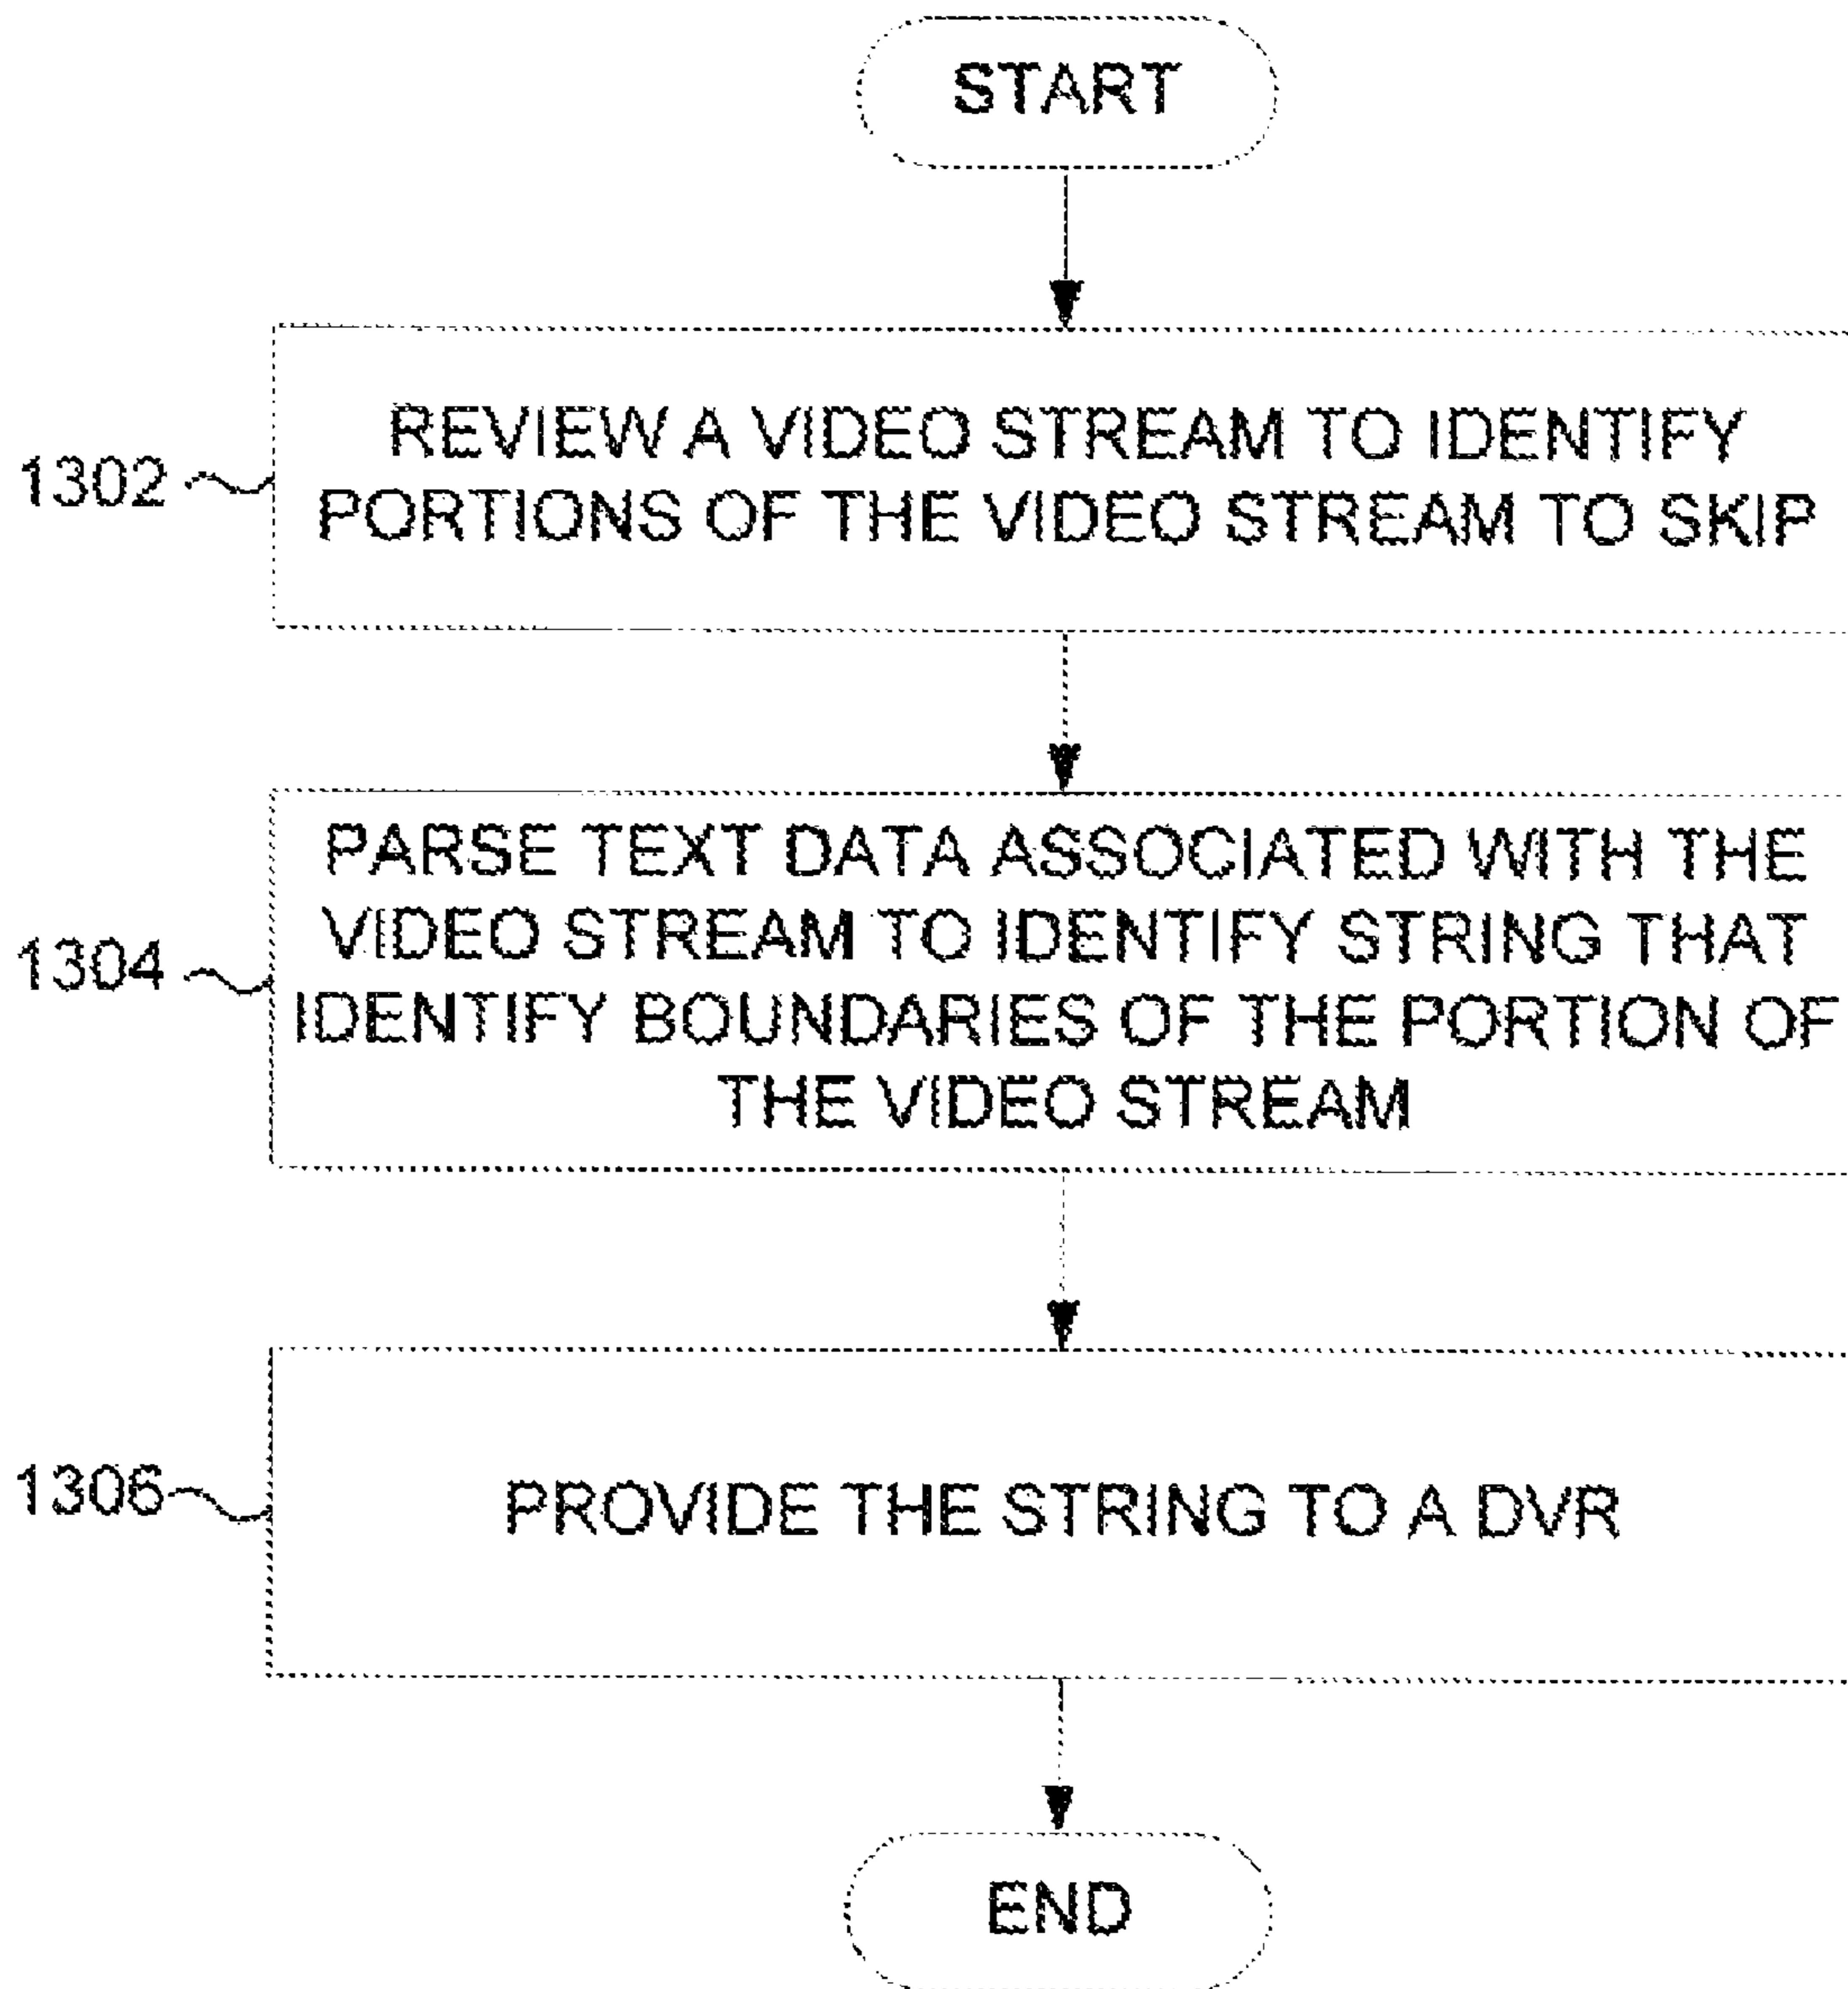 START
1302
REVIEW A VIDEO STREAM TO IDENTIFY
PORTIONS OF THE VIDEO STREAM TO SKIP
1304
PARSE TEXT DATA ASSOCIATED WITH THE
VIDEO STREAM TO IDENTIFY STRING THAT
IDENTIFY BOUNDARIES OF THE PORTION OF
THE VIDEO STREAM
1306
PROVIDE THE STRING TO A DVR
END